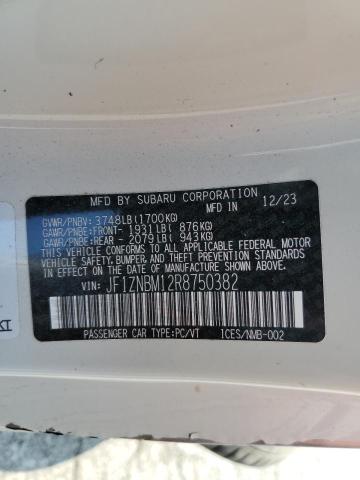 MFD BY SUBARU CORPORATION
MADE IN 12/23
GVWR/PNBV: 3748LB(1700KG)
GAWR/PNBE:FRONT- 1931LB( 876KG)
GAWR/PNBE:REAR - 2079LB( 943KG)
THIS VEHICLE CONFORMS TO ALL
APPLICABLE U.S. FEDERAL MOTOR
VEHICLE SAFETY, BUMPER, AND THEFT
PREVENTION STANDARDS IN EFFECT ON
THE DATE OF MANUFACTURE SHOWN ABOVE.
VIN: JF1ZNBM12R8750382
PASSENGER CAR TYPE:PC/VT ICES/NMB-002